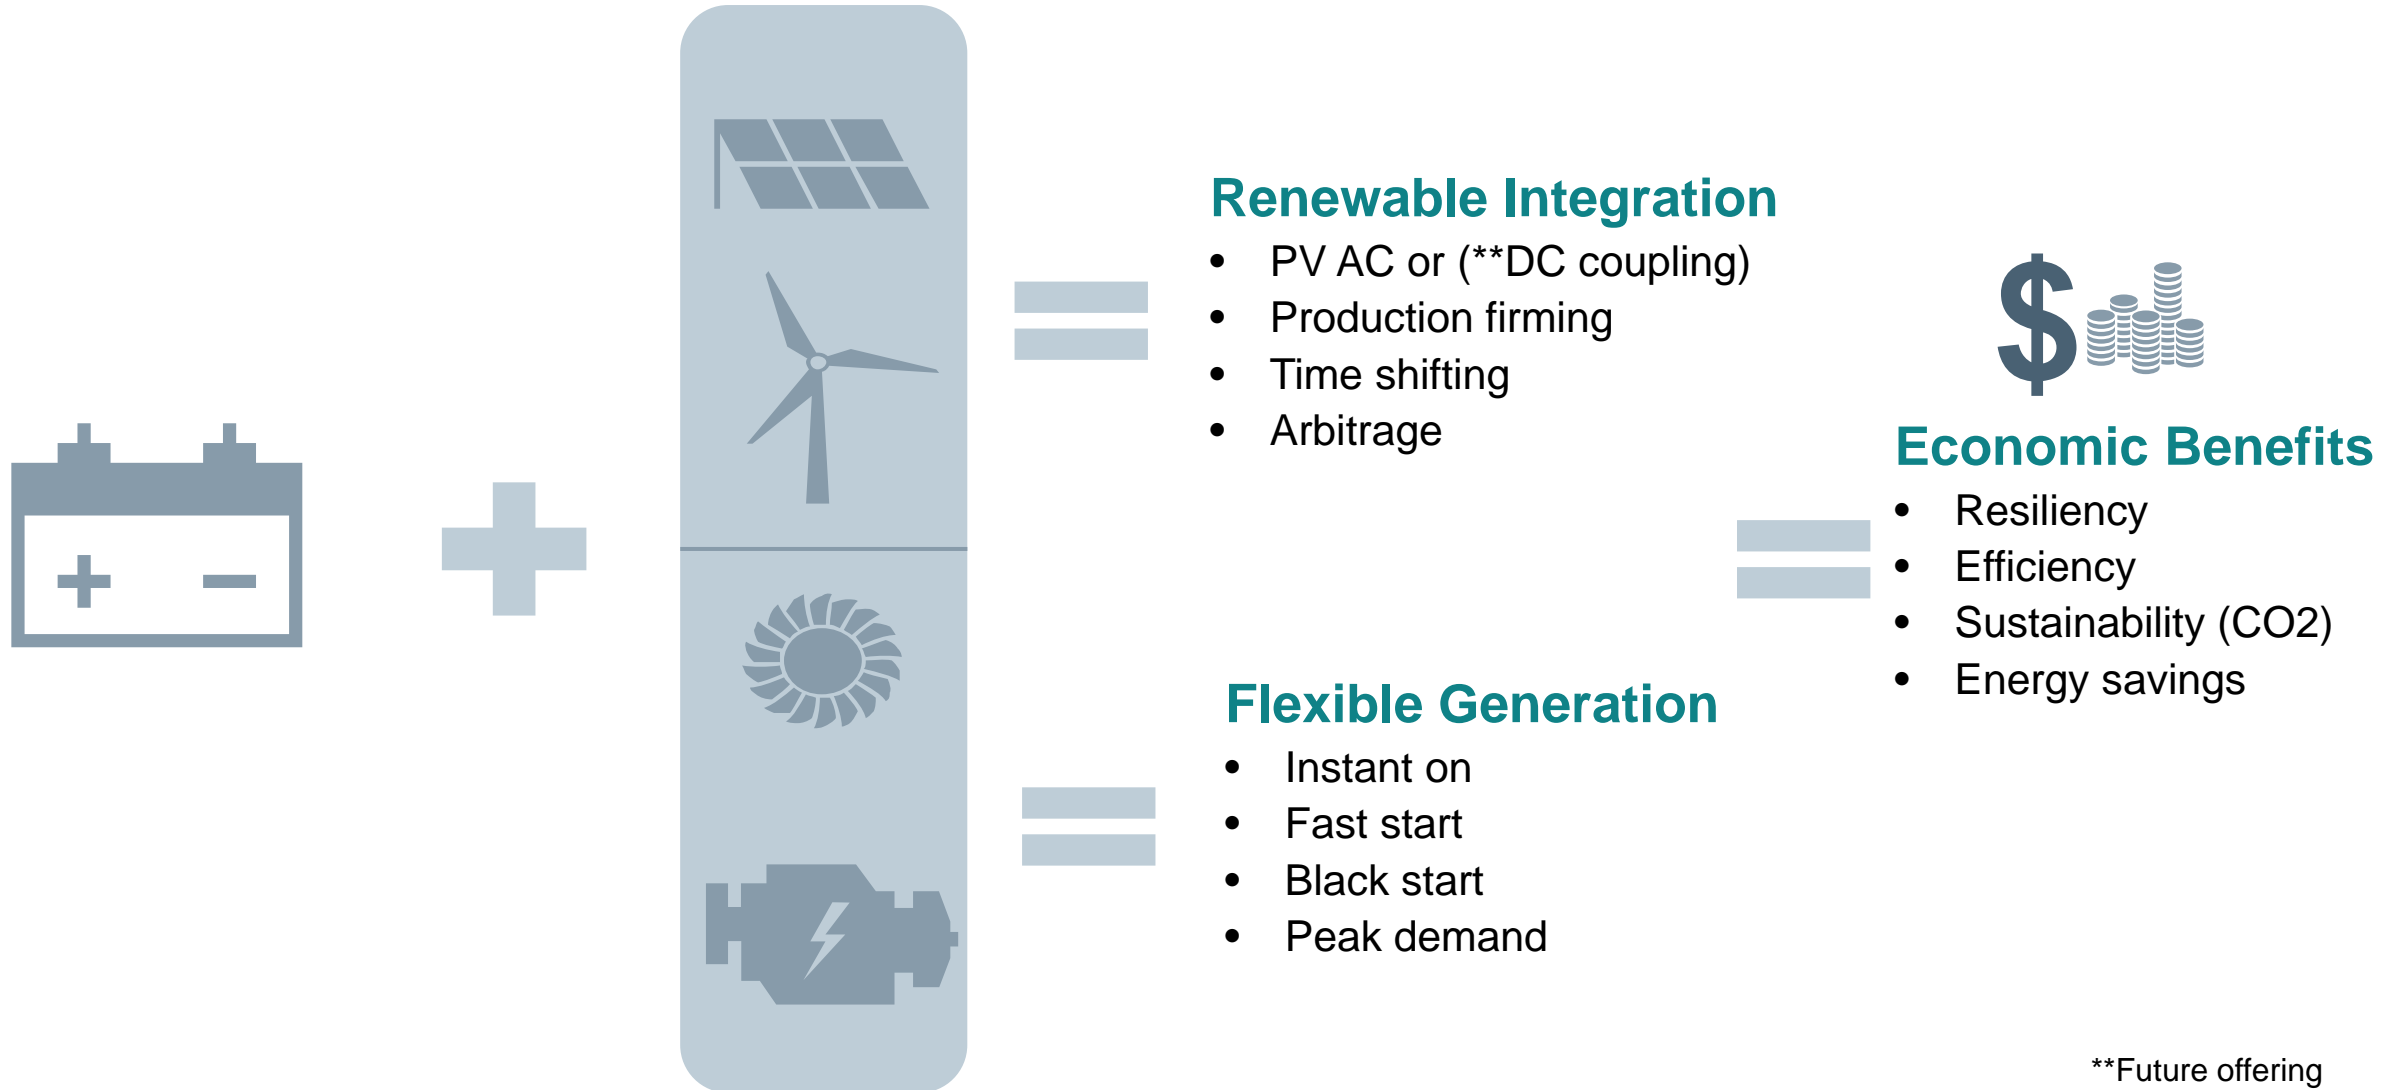 Renewable Integration
• PV AC or (**DC coupling)
• Production firming
• Time shifting
• Arbitrage
Flexible Generation
• Instant on
• Fast start
• Black start
• Peak demand
$
Economic Benefits
• Resiliency
• Efficiency
• Sustainability (CO2)
• Energy savings
**Future offering